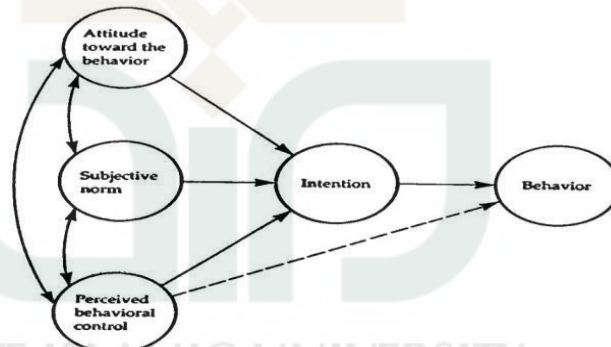 Attitude
toward the
behavior
Subjective
norm
Intention
Behavior
Perceived
behavioral
control